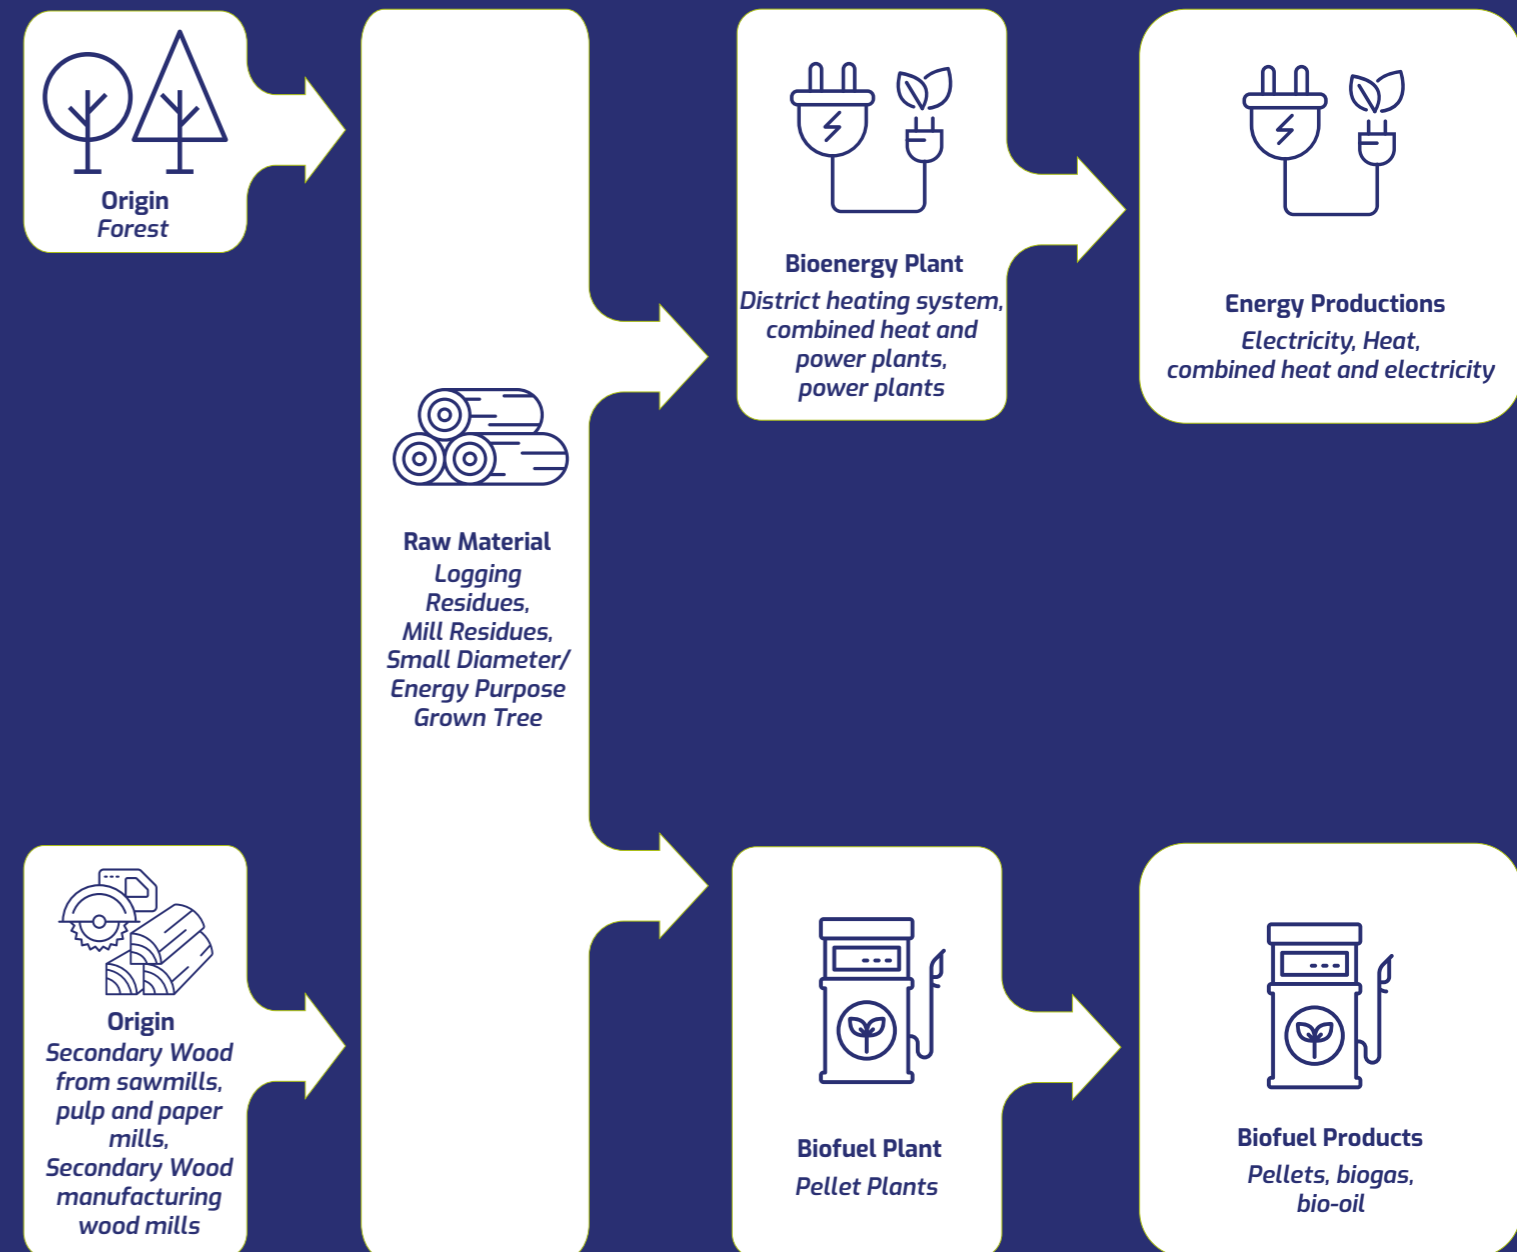 Origin
Forest
Origin
Secondary Wood
from sawmills,
pulp and paper
mills,
Secondary Wood
manufacturing
wood mills
Raw Material
Logging
Residues,
Mill Residues,
Small Diameter/
Energy Purpose
Grown Tree
Bioenergy Plant
District heating system,
combined heat and
power plants,
power plants
Energy Productions
Electricity, Heat,
combined heat and electricity
Biofuel Plant
Pellet Plants
Biofuel Products
Pellets, biogas,
bio-oil